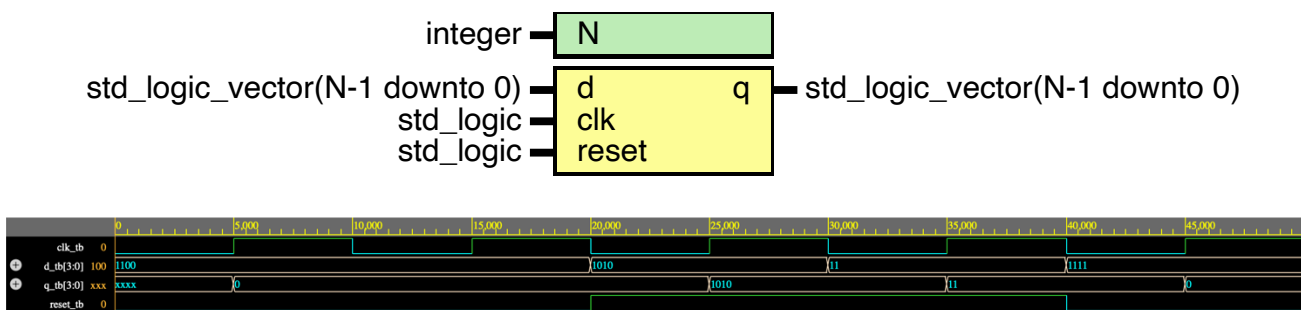 integer N
std_logic_vector(N-1 downto 0) d q std_logic_vector(N-1 downto 0)
std_logic clk
std_logic reset
0 5,000 10,000 15,000 20,000 25,000 30,000 35,000 40,000 45,000
clk_tb 0
d_tb[3:0] 100 1100 1010 11 1111
q_tb[3:0] xxx xxxx 0 1010 11 0
reset_tb 0